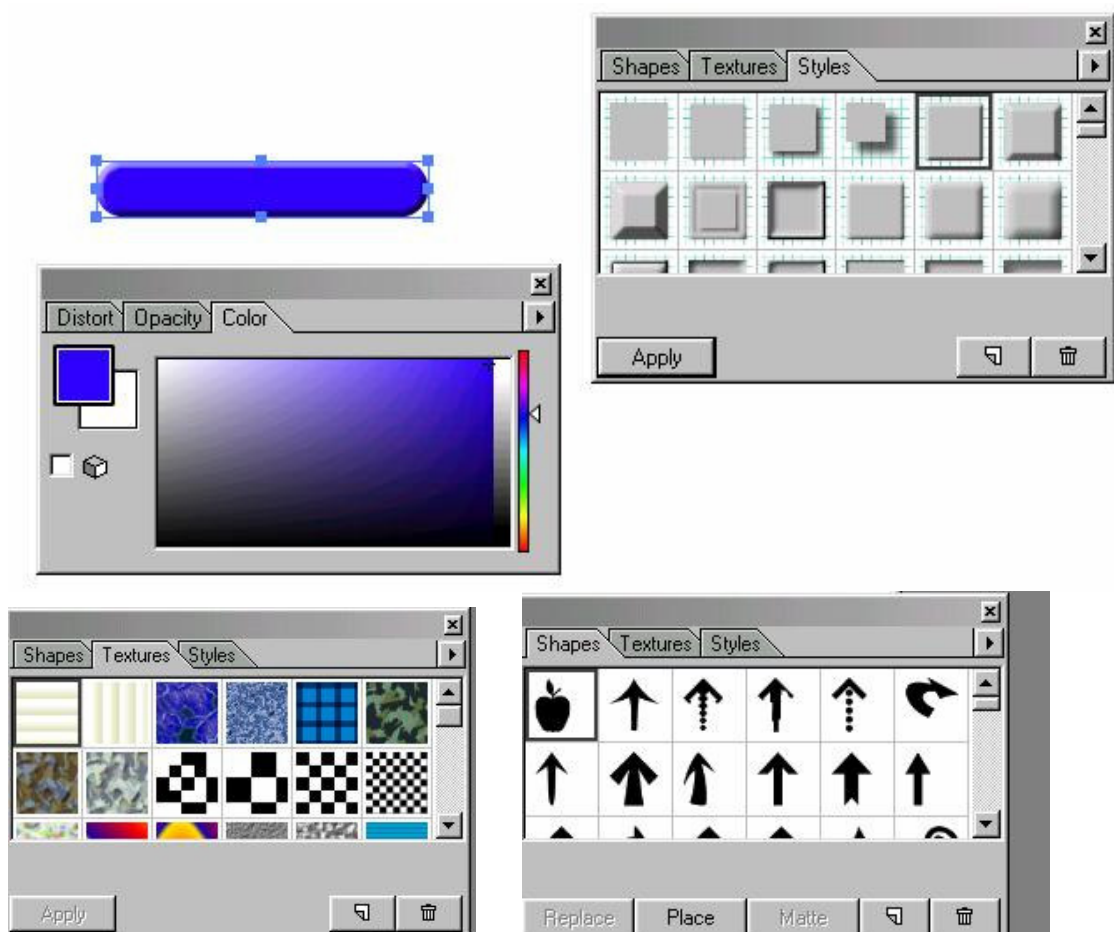 Shapes Textures Styles
Apply
Distort Opacity Color
Shapes Textures Styles
Apply
Shapes Textures Styles
Replace Place Matte